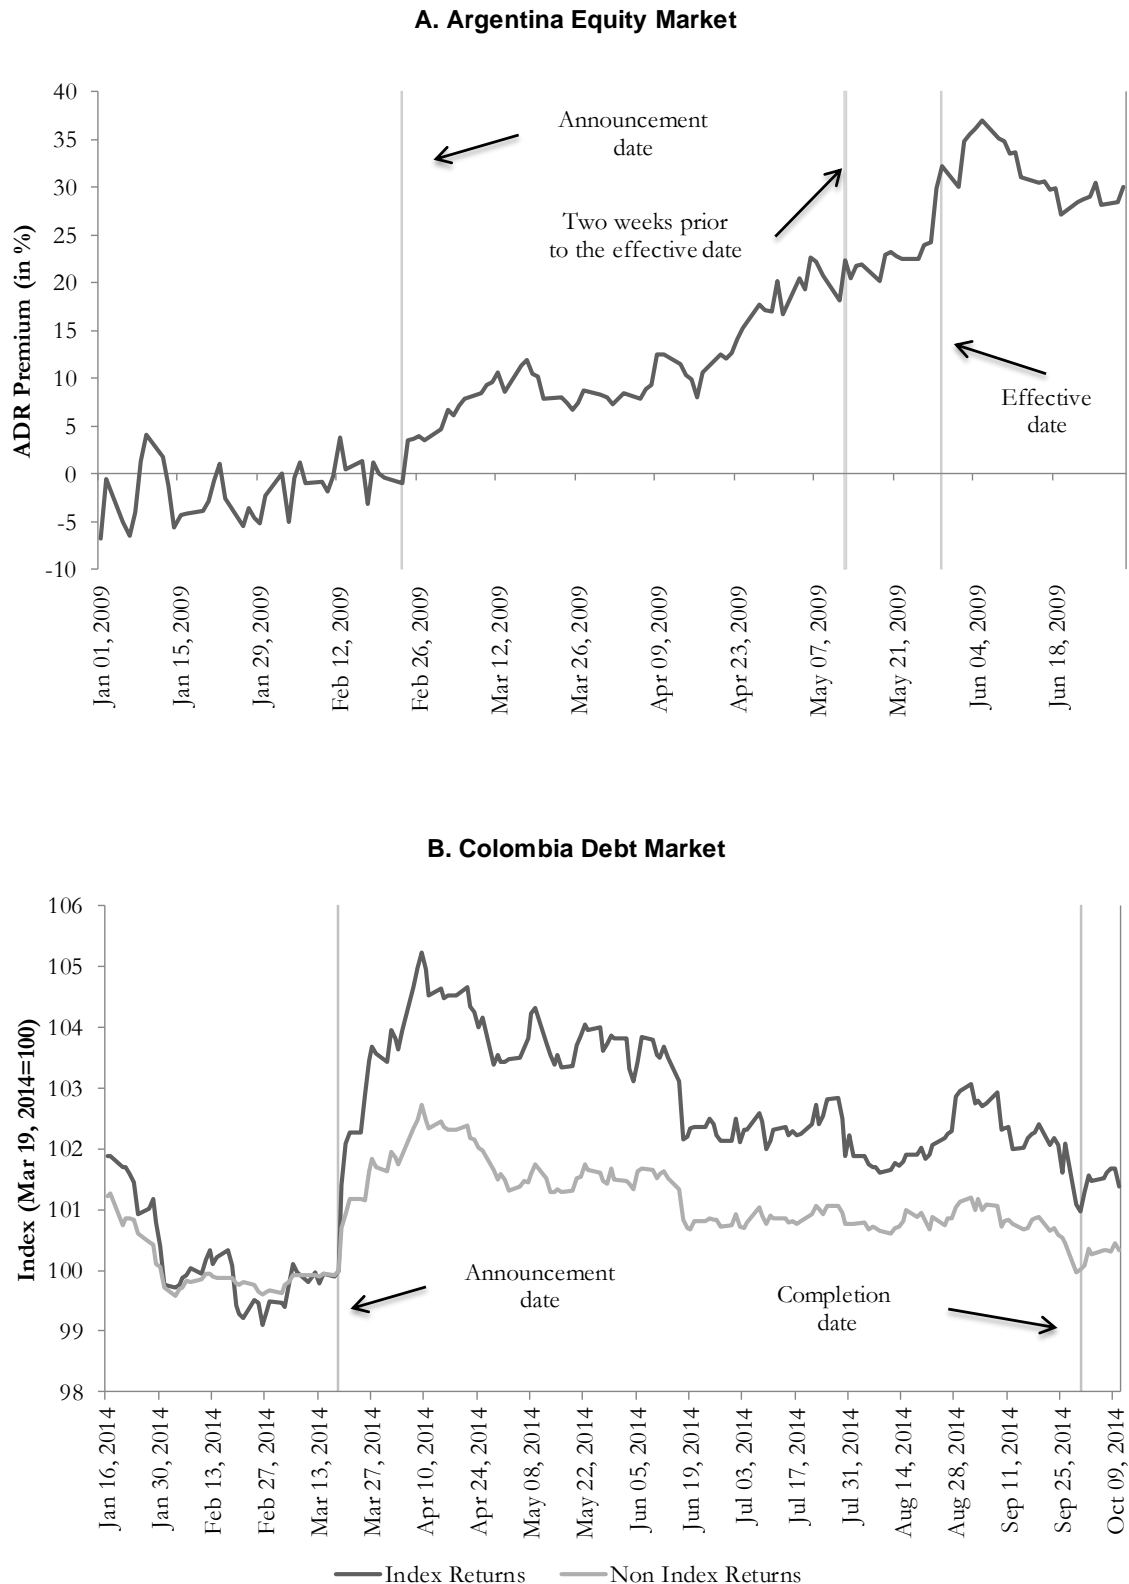 A. Argentina Equity Market
40
35
30
25
20
15
10
5
0
-5
-10
ADR Premium (in %)
Announcement
date
Two weeks prior
to the effective date
Effective
date
Jan 01, 2009
Jan 15, 2009
Jan 29, 2009
Feb 12, 2009
Feb 26, 2009
Mar 12, 2009
Mar 26, 2009
Apr 09, 2009
Apr 23, 2009
May 07, 2009
May 21, 2009
Jun 04, 2009
Jun 18, 2009
B. Colombia Debt Market
106
105
104
103
102
101
100
99
98
Index (Mar 19, 2014=100)
Announcement
date
Completion
date
Jan 16, 2014
Jan 30, 2014
Feb 13, 2014
Feb 27, 2014
Mar 13, 2014
Mar 27, 2014
Apr 10, 2014
Apr 24, 2014
May 08, 2014
May 22, 2014
Jun 05, 2014
Jun 19, 2014
Jul 03, 2014
Jul 17, 2014
Jul 31, 2014
Aug 14, 2014
Aug 28, 2014
Sep 11, 2014
Sep 25, 2014
Oct 09, 2014
Index Returns
Non Index Returns